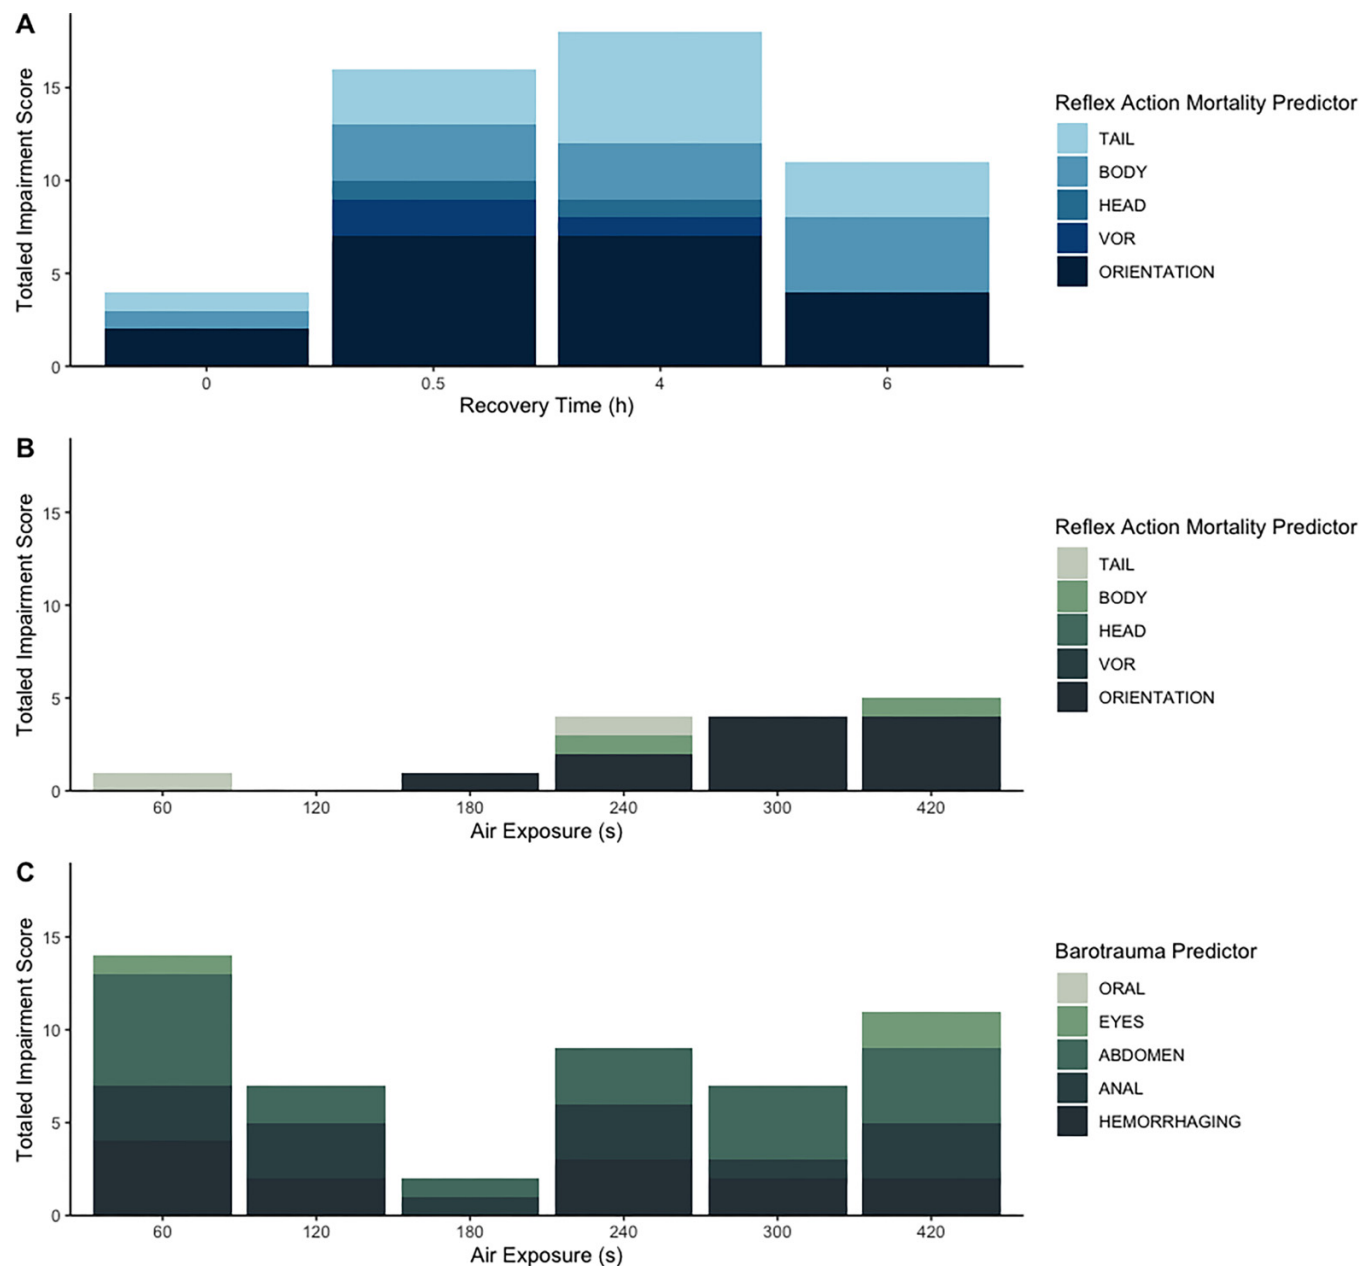 A
Totaled Impairment Score
15
10
5
0
0
0.5
4
6
Recovery Time (h)
Reflex Action Mortality Predictor
TAIL
BODY
HEAD
VOR
ORIENTATION
B
Totaled Impairment Score
15
10
5
0
60
120
180
240
300
420
Air Exposure (s)
Reflex Action Mortality Predictor
TAIL
BODY
HEAD
VOR
ORIENTATION
C
Totaled Impairment Score
15
10
5
0
60
120
180
240
300
420
Air Exposure (s)
Barotrauma Predictor
ORAL
EYES
ABDOMEN
ANAL
HEMORRHAGING